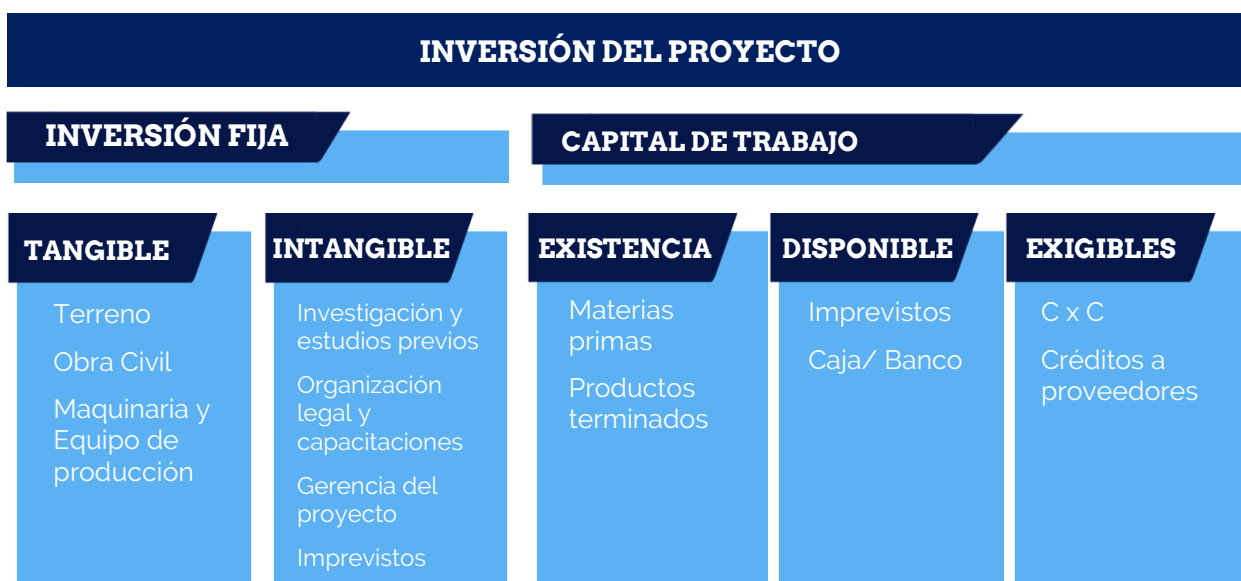 INVERSIÓN DEL PROYECTO
INVERSIÓN FIJA
CAPITAL DE TRABAJO
TANGIBLE
Terreno
Obra Civil
Maquinaria y
Equipo de
producción
INTANGIBLE
Investigación y
estudios previos
Organización
legal y
capacitaciones
Gerencia del
proyecto
Imprevistos
EXISTENCIA
Materias
primas
Productos
terminados
DISPONIBLE
Imprevistos
Caja/ Banco
EXIGIBLES
C x C
Créditos a
proveedores